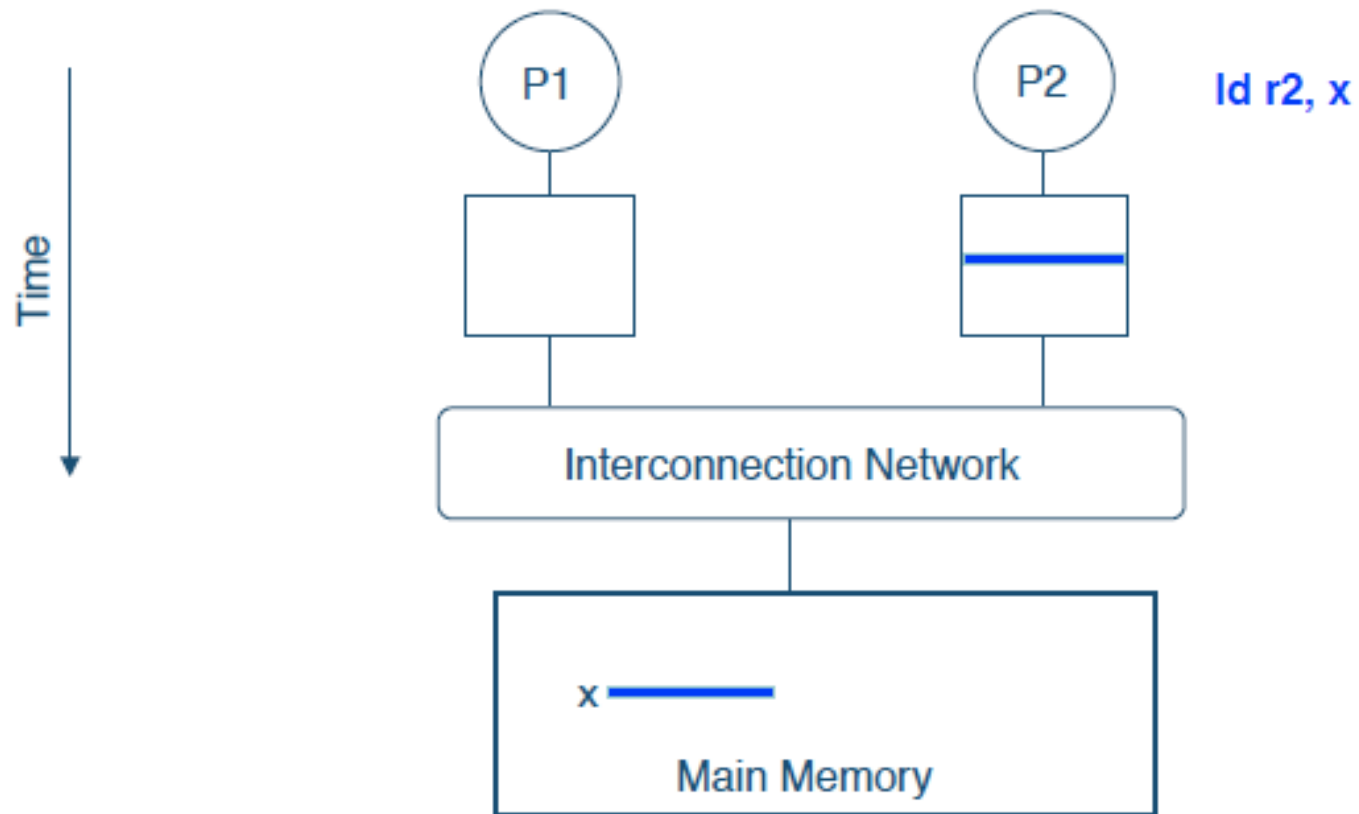 P1
P2
ld r2, x
Time
Interconnection Network
x
Main Memory